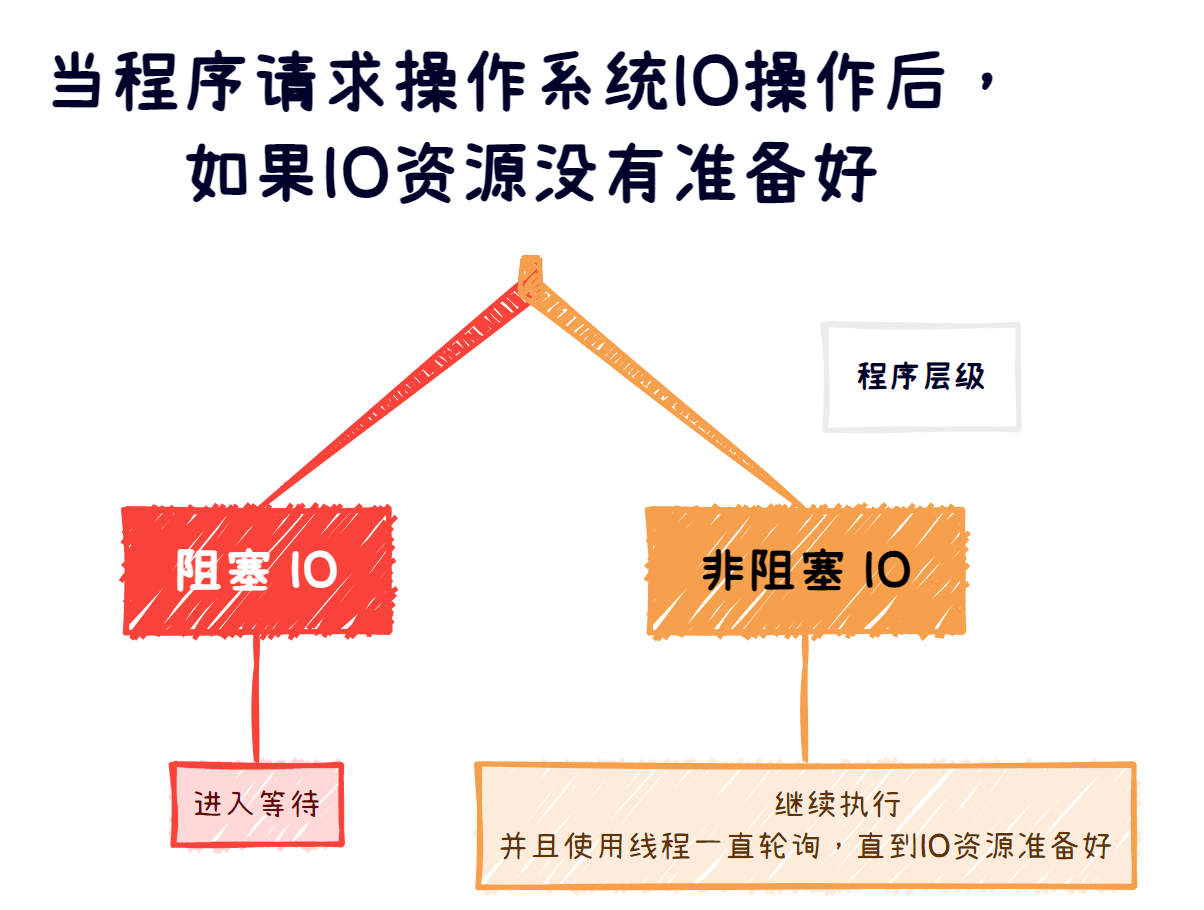 当程序请求操作系统IO操作后，
如果IO资源没有准备好
程序层级
阻塞 IO
非阻塞 IO
进入等待
继续执行
并且使用线程一直轮询，直到IO资源准备好